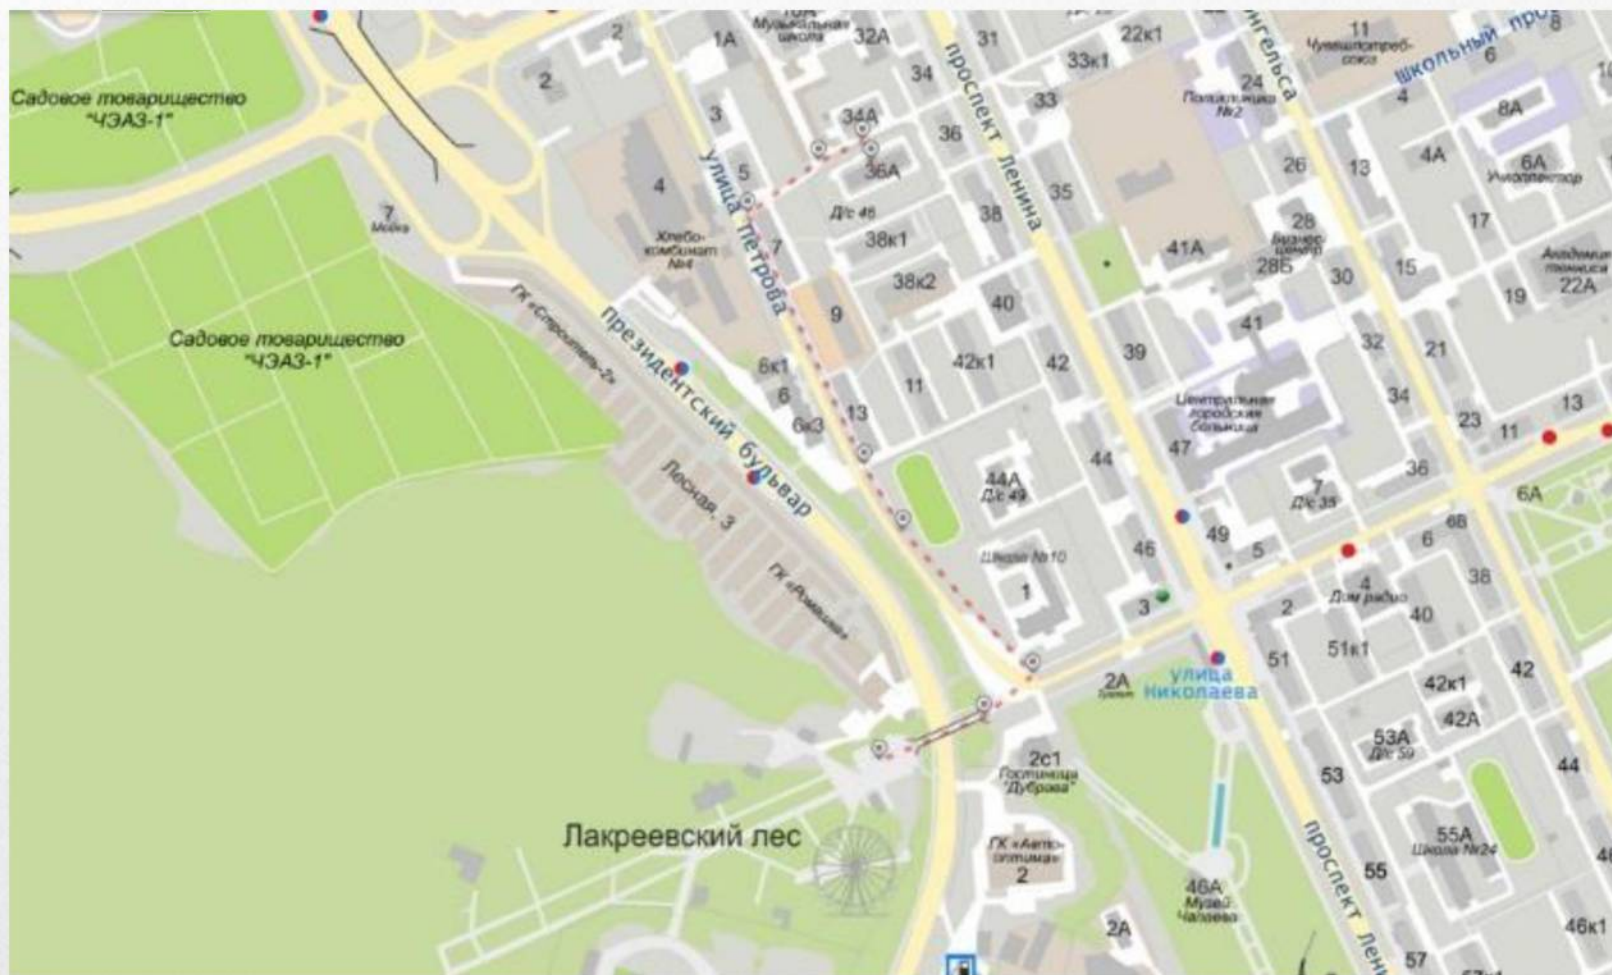 2
1А
Музыкальная
школа
32А
31
22к1
11
Чувашпотреб-
союз
школьный
8
6
34
33к1
24
Поликлиника
№2
4
8А
Садовое товарищество
"ЧЭАЗ-1"
2
3
34А
36
33
проспект Ленина
26
13
4А
6А
5
36А
4
35
Хлебо-
комбинат
№4
улица Петрова
Д/с 46
38
28
Бизнес-
центр
17
7
Мойка
7
38к1
41А
28Б
30
15
22А
38к2
40
19
9
41
Садовое товарищество
"ЧЭАЗ-1"
ГК «Строитель-2»
Президентский бульвар
6к1
42к1
42
39
32
21
6
11
Центральная
городская
больница
34
13
6к3
13
23
11
44
47
36
Лесная, 3
44А
Д/с 49
7
Д/с 35
6А
6В
49
6
46
5
Школа №10
1
38
ГК «Ромашка»
3
2
4
Дом радио
40
51
51к1
2А
улица
Николаева
42к1
42
42А
53А
Д/с 59
2с1
Гостиница
"Дубрава"
53
44
Лакреевский лес
проспект
55А
Школа №24
ГК «Авто-
оптима»
2
55
46А
Музей
Чапаева
2А
46к1
57